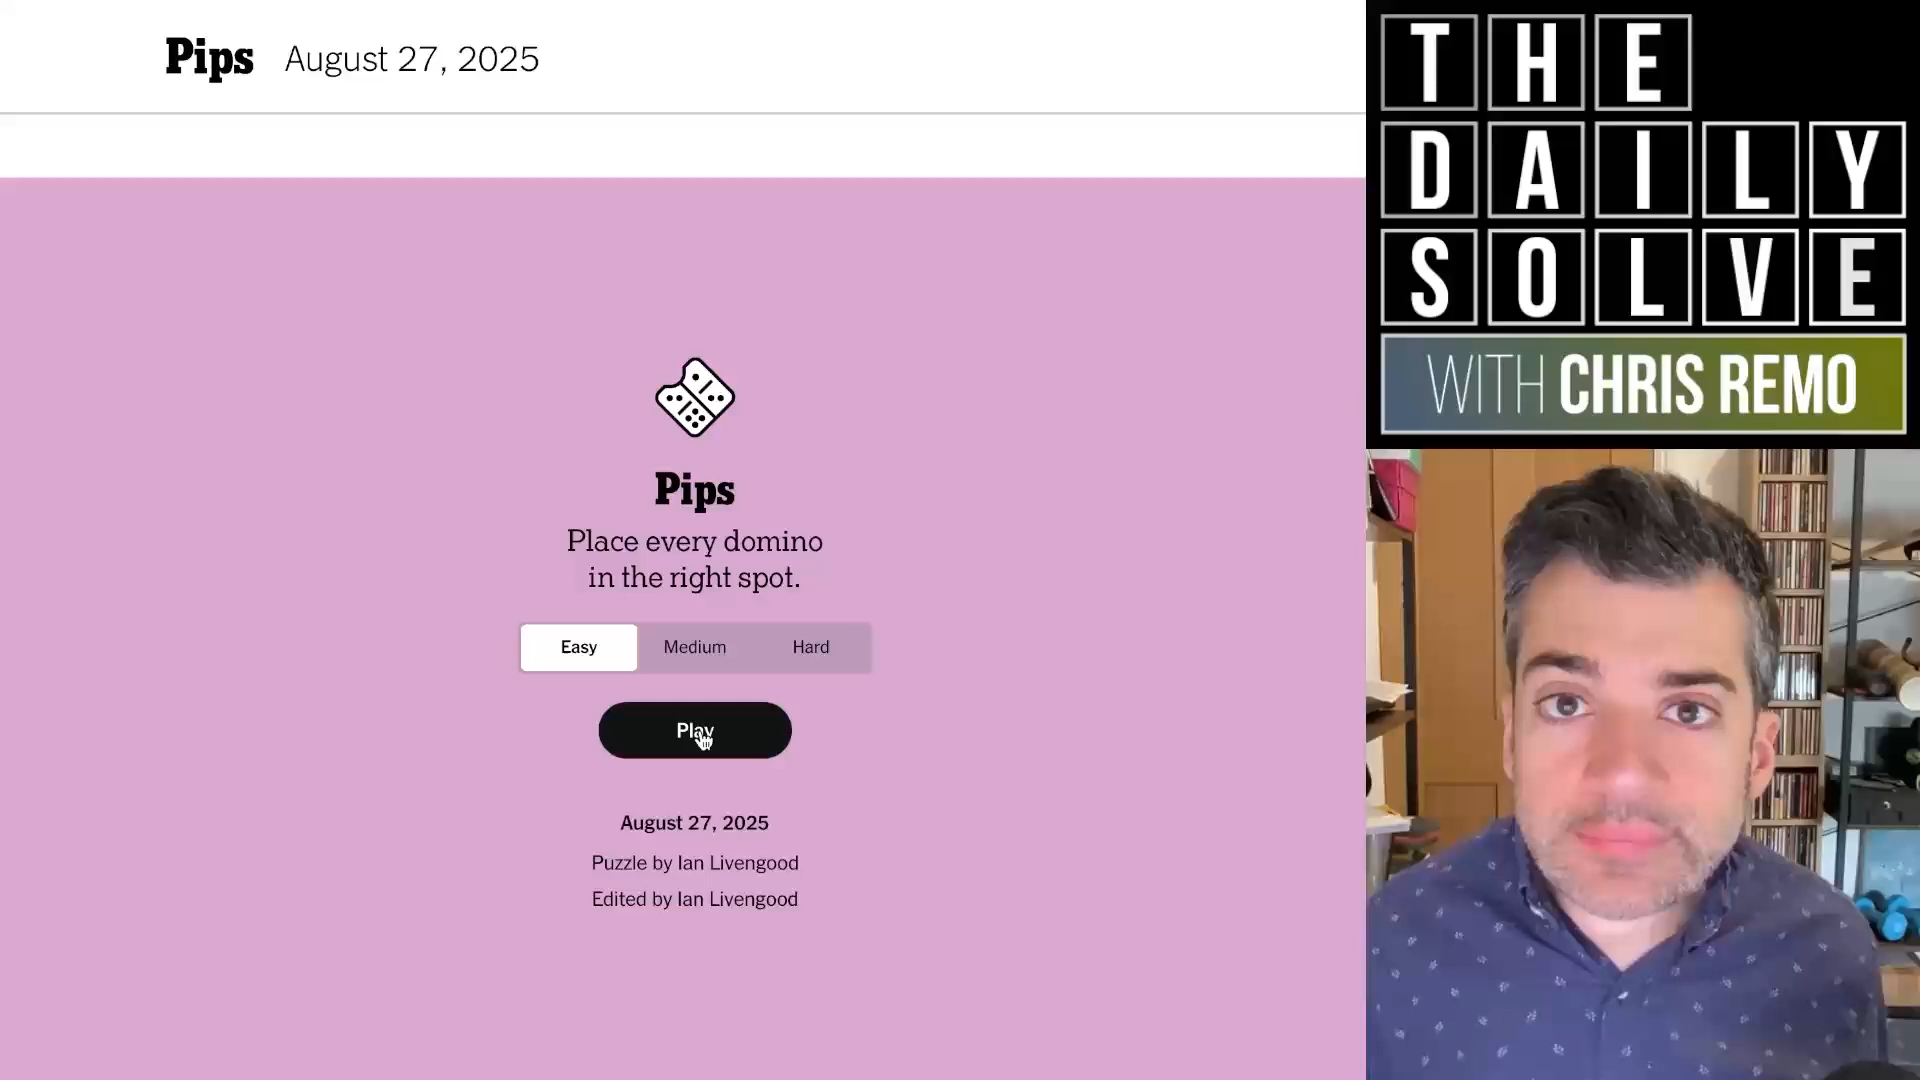 Pips August 27, 2025
Pips
Place every domino
in the right spot.
Easy Medium Hard
Play
August 27, 2025
Puzzle by Ian Livengood
Edited by Ian Livengood
THE
DAILY
SOLVE
WITH CHRIS REMO